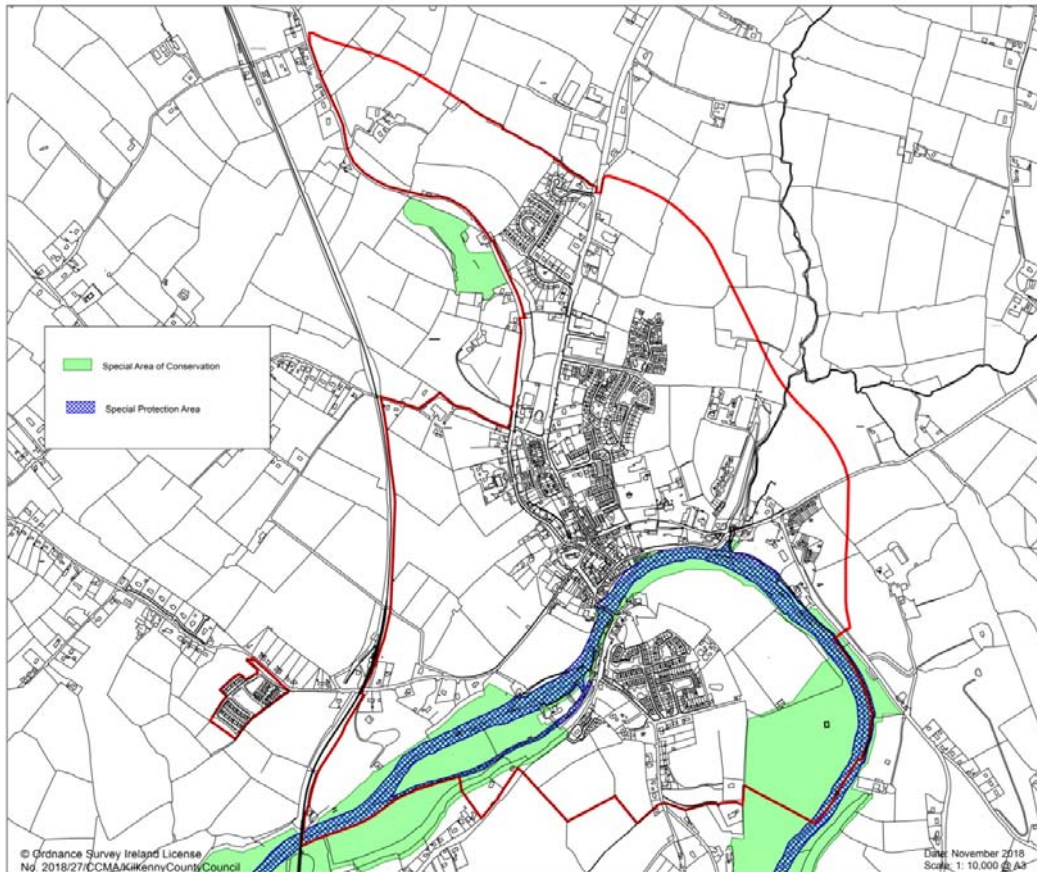 Special Area of Conservation
Special Protection Area
© Ordnance Survey Ireland License
No. 2018/27/CCMA/KilkennyCountyCouncil
Date: November 2018
Scale: 1: 10,000 @ A3